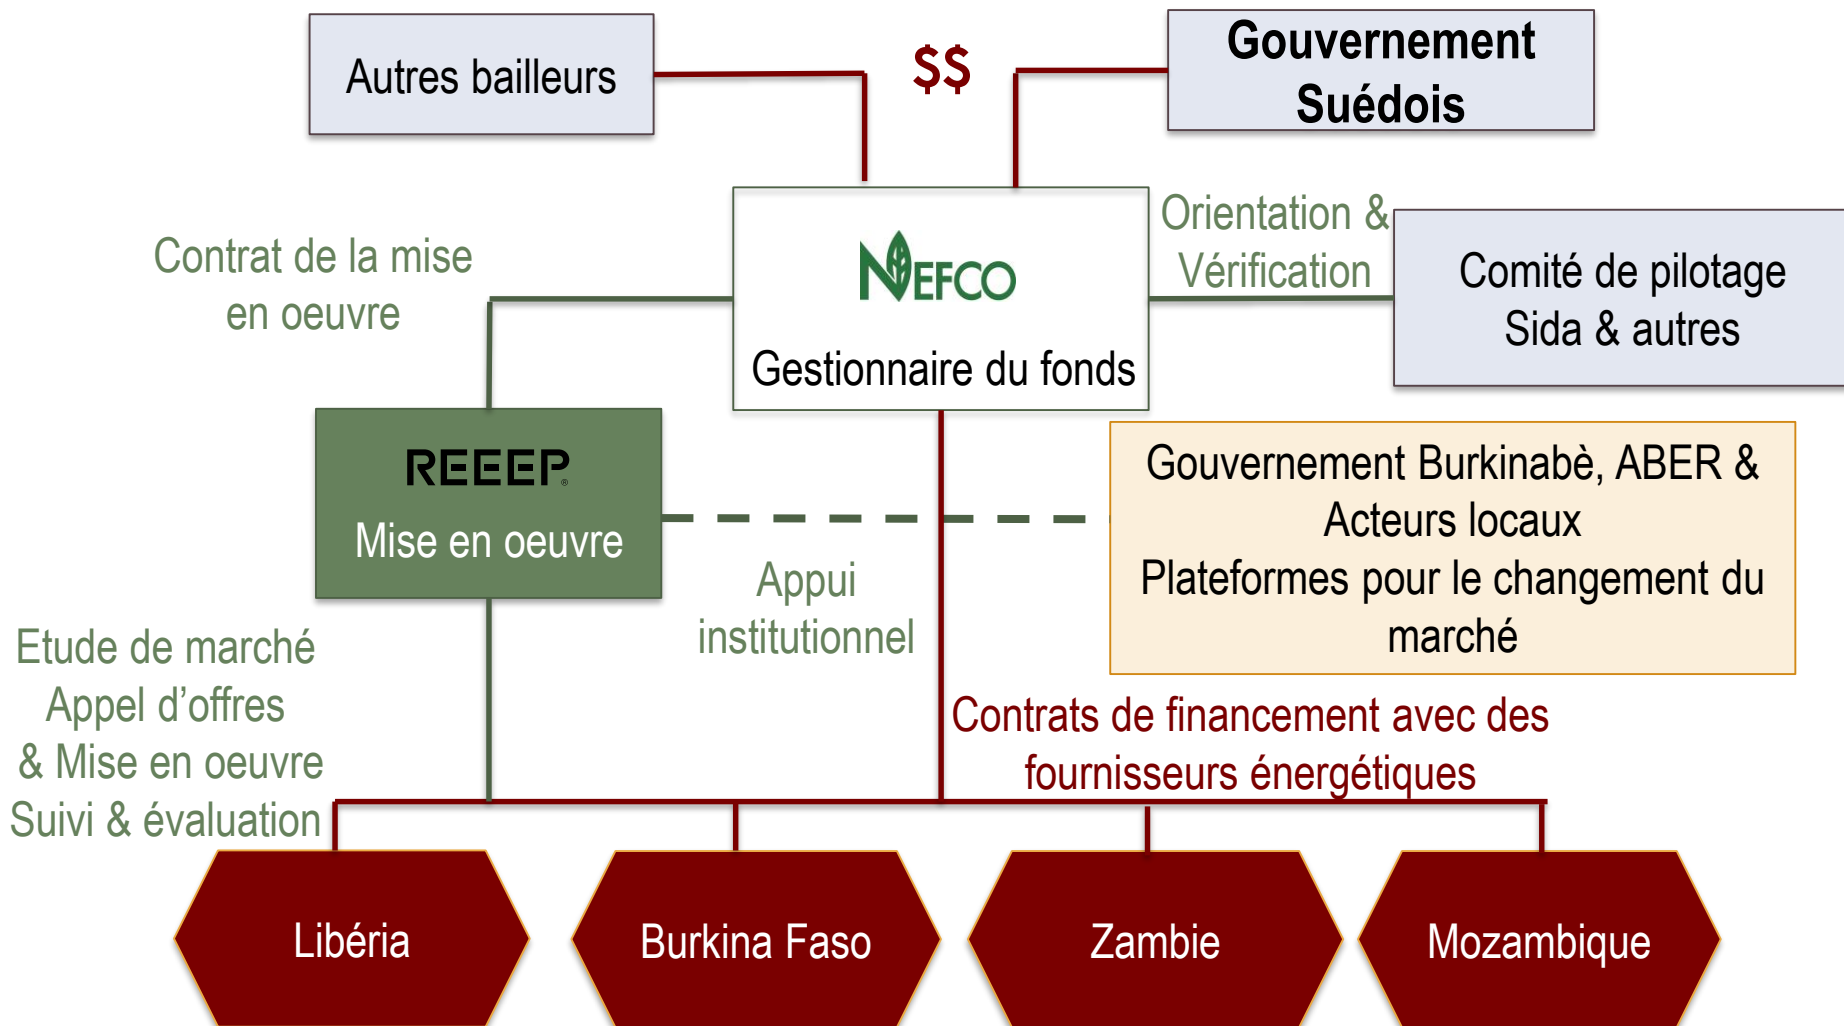 Autres bailleurs
$$
Gouvernement
Suédois
Contrat de la mise
en oeuvre
NEFCO
Gestionnaire du fonds
Orientation &
Vérification
Comité de pilotage
Sida & autres
REEEP®
Mise en oeuvre
Appui
institutionnel
Gouvernement Burkinabè, ABER &
Acteurs locaux
Plateformes pour le changement du
marché
Etude de marché
Appel d’offres
& Mise en oeuvre
Suivi & évaluation
Contrats de financement avec des
fournisseurs énergétiques
Libéria
Burkina Faso
Zambie
Mozambique